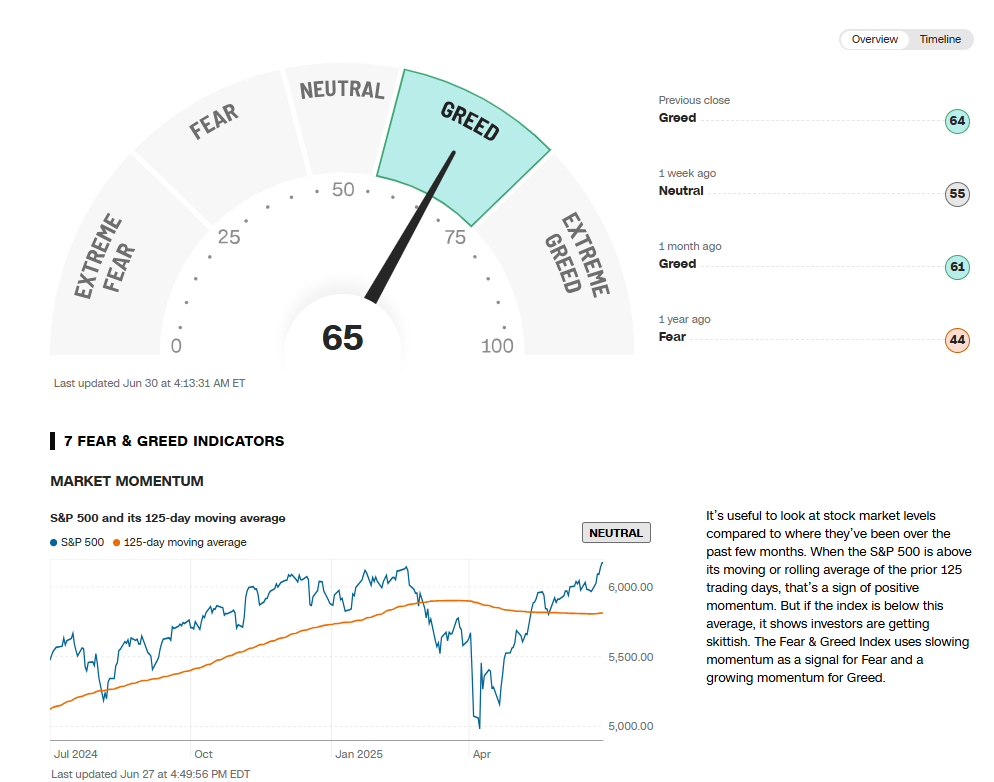 Overview
Timeline
EXTREME
FEAR
FEAR
NEUTRAL
GREED
EXTREME
GREED
0
25
50
75
100
65
Last updated Jun 30 at 4:13:31 AM ET
Previous close
Greed
64
1 week ago
Neutral
55
1 month ago
Greed
61
1 year ago
Fear
44
7 FEAR & GREED INDICATORS
MARKET MOMENTUM
S&P 500 and its 125-day moving average
S&P 500
125-day moving average
NEUTRAL
6,000.00
5,500.00
5,000.00
Jul 2024
Oct
Jan 2025
Apr
Last updated Jun 27 at 4:49:56 PM EDT
It's useful to look at stock market levels
compared to where they've been over the
past few months. When the S&P 500 is above
its moving or rolling average of the prior 125
trading days, that's a sign of positive
momentum. But if the index is below this
average, it shows investors are getting
skittish. The Fear & Greed Index uses slowing
momentum as a signal for Fear and a
growing momentum for Greed.